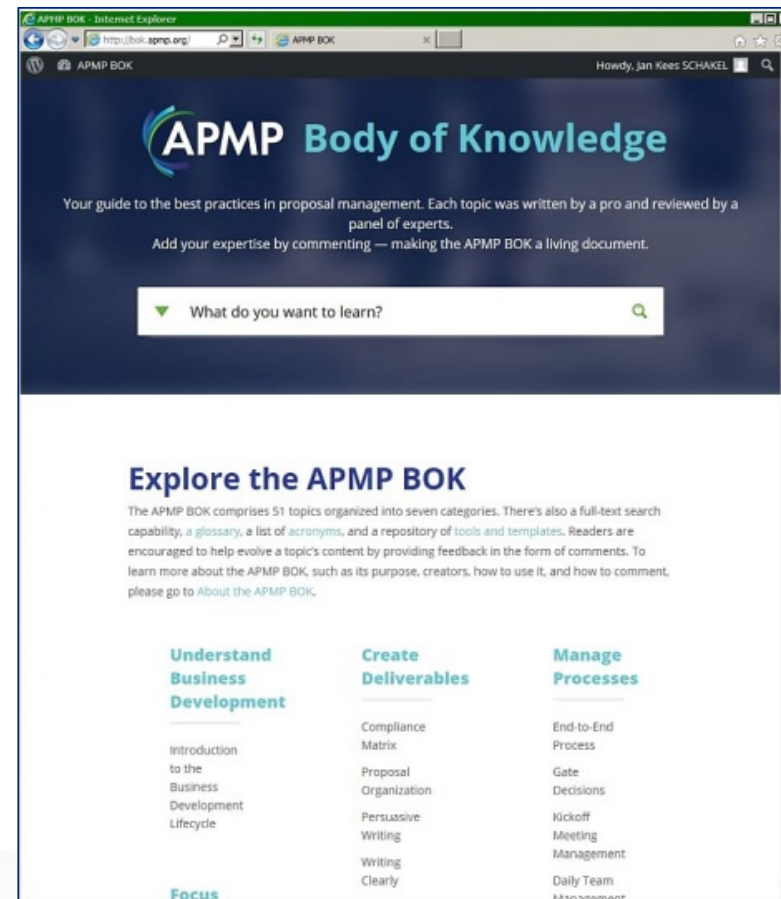 APMP BOK - Internet Explorer
http://bok.apmp.org/
APMP BOK
APMP BOK
Howdy, Jan Kees SCHAKEL
APMP Body of Knowledge
Your guide to the best practices in proposal management. Each topic was written by a pro and reviewed by a
panel of experts.
Add your expertise by commenting — making the APMP BOK a living document.
What do you want to learn?
Explore the APMP BOK
The APMP BOK comprises 51 topics organized into seven categories. There's also a full-text search
capability, a glossary, a list of acronyms, and a repository of tools and templates. Readers are
encouraged to help evolve a topic's content by providing feedback in the form of comments. To
learn more about the APMP BOK, such as its purpose, creators, how to use it, and how to comment,
please go to About the APMP BOK.
Understand
Business
Development
Introduction
to the
Business
Development
Lifecycle
Focus
Create
Deliverables
Compliance
Matrix
Proposal
Organization
Persuasive
Writing
Writing
Clearly
Manage
Processes
End-to-End
Process
Gate
Decisions
Kickoff
Meeting
Management
Daily Team
Management